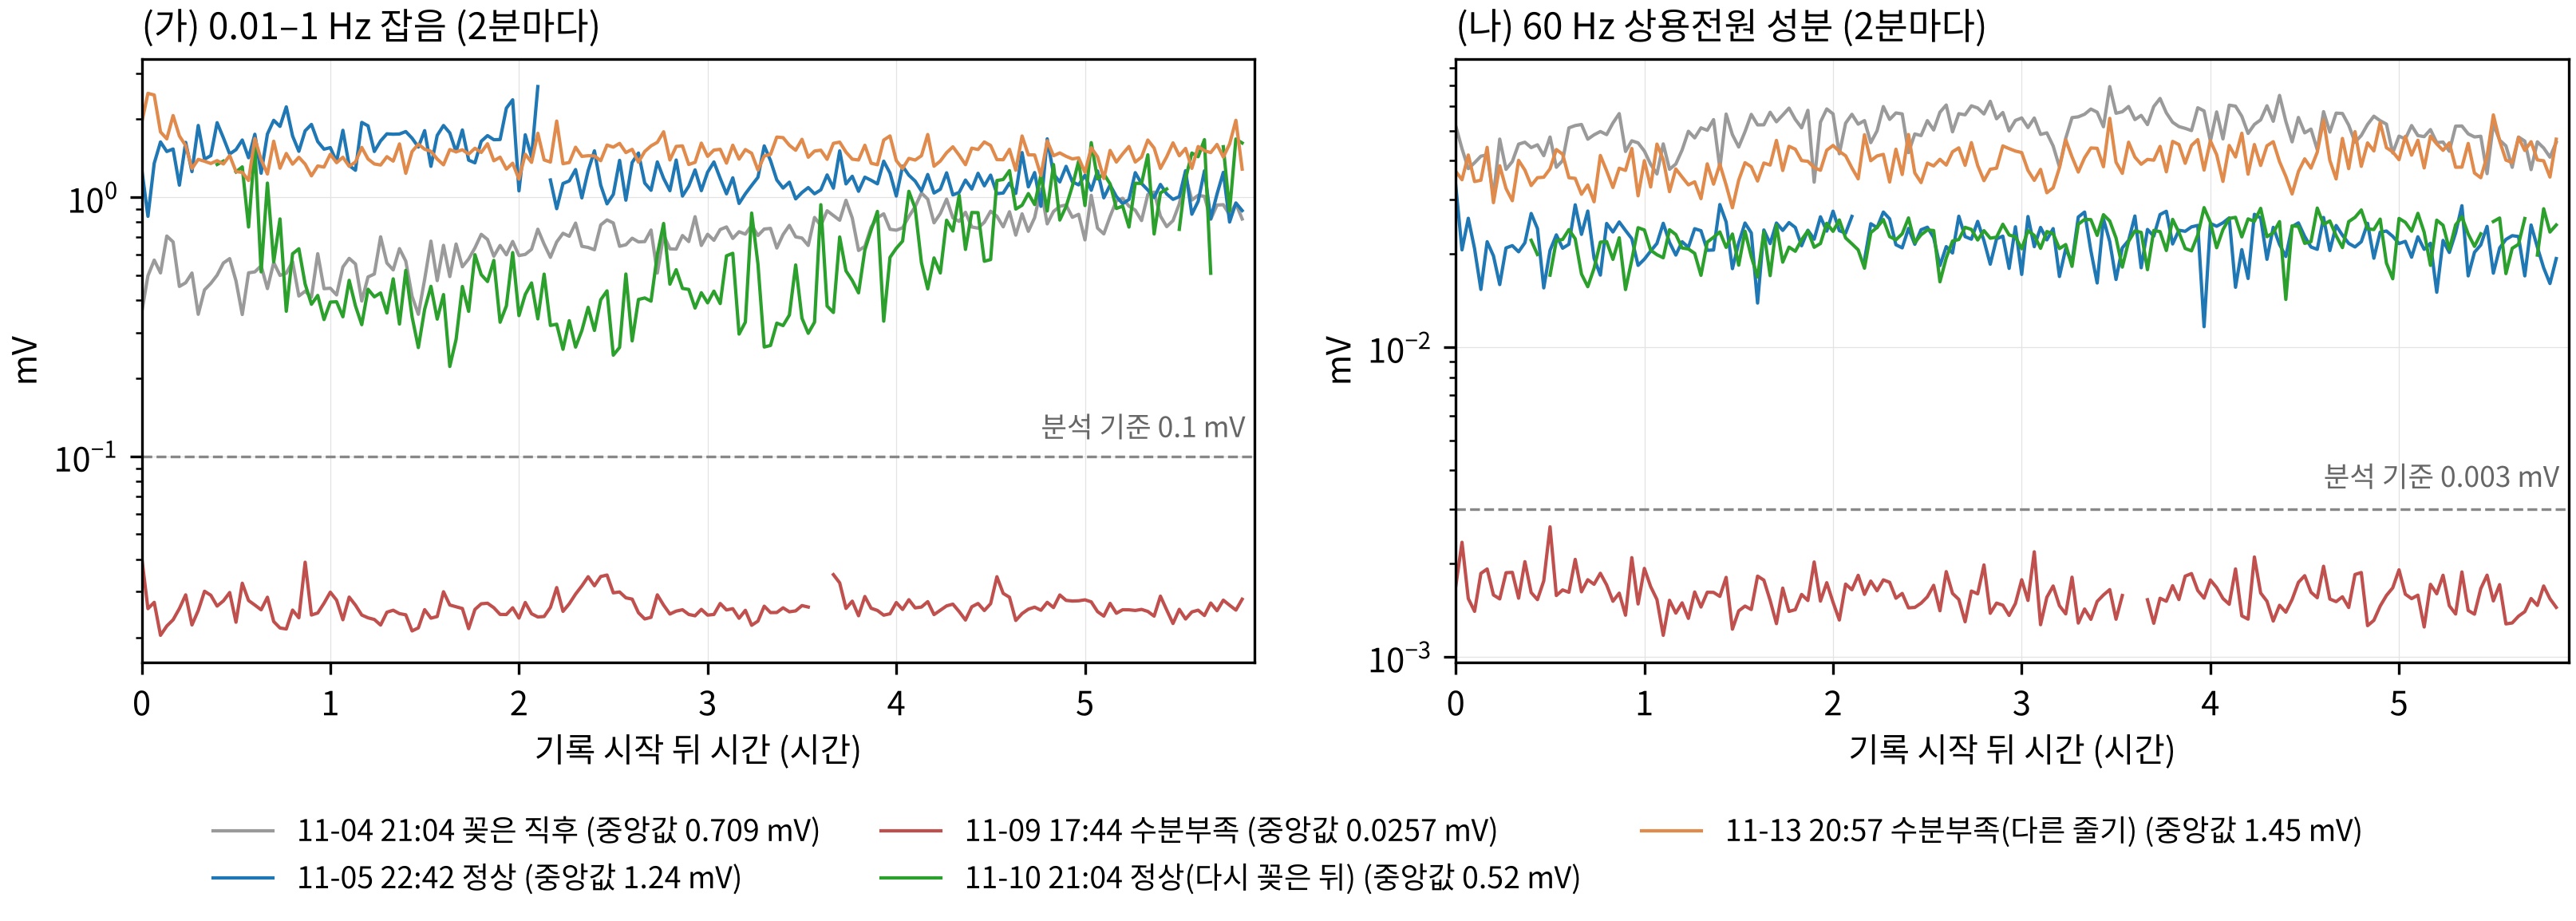 (가) 0.01–1 Hz 잡음 (2분마다)
mV
10⁰
10⁻¹
분석 기준 0.1 mV
0 1 2 3 4 5
기록 시작 뒤 시간 (시간)
(나) 60 Hz 상용전원 성분 (2분마다)
mV
10⁻²
10⁻³
분석 기준 0.003 mV
0 1 2 3 4 5
기록 시작 뒤 시간 (시간)
11-04 21:04 꽂은 직후 (중앙값 0.709 mV)
11-05 22:42 정상 (중앙값 1.24 mV)
11-09 17:44 수분부족 (중앙값 0.0257 mV)
11-10 21:04 정상(다시 꽂은 뒤) (중앙값 0.52 mV)
11-13 20:57 수분부족(다른 줄기) (중앙값 1.45 mV)